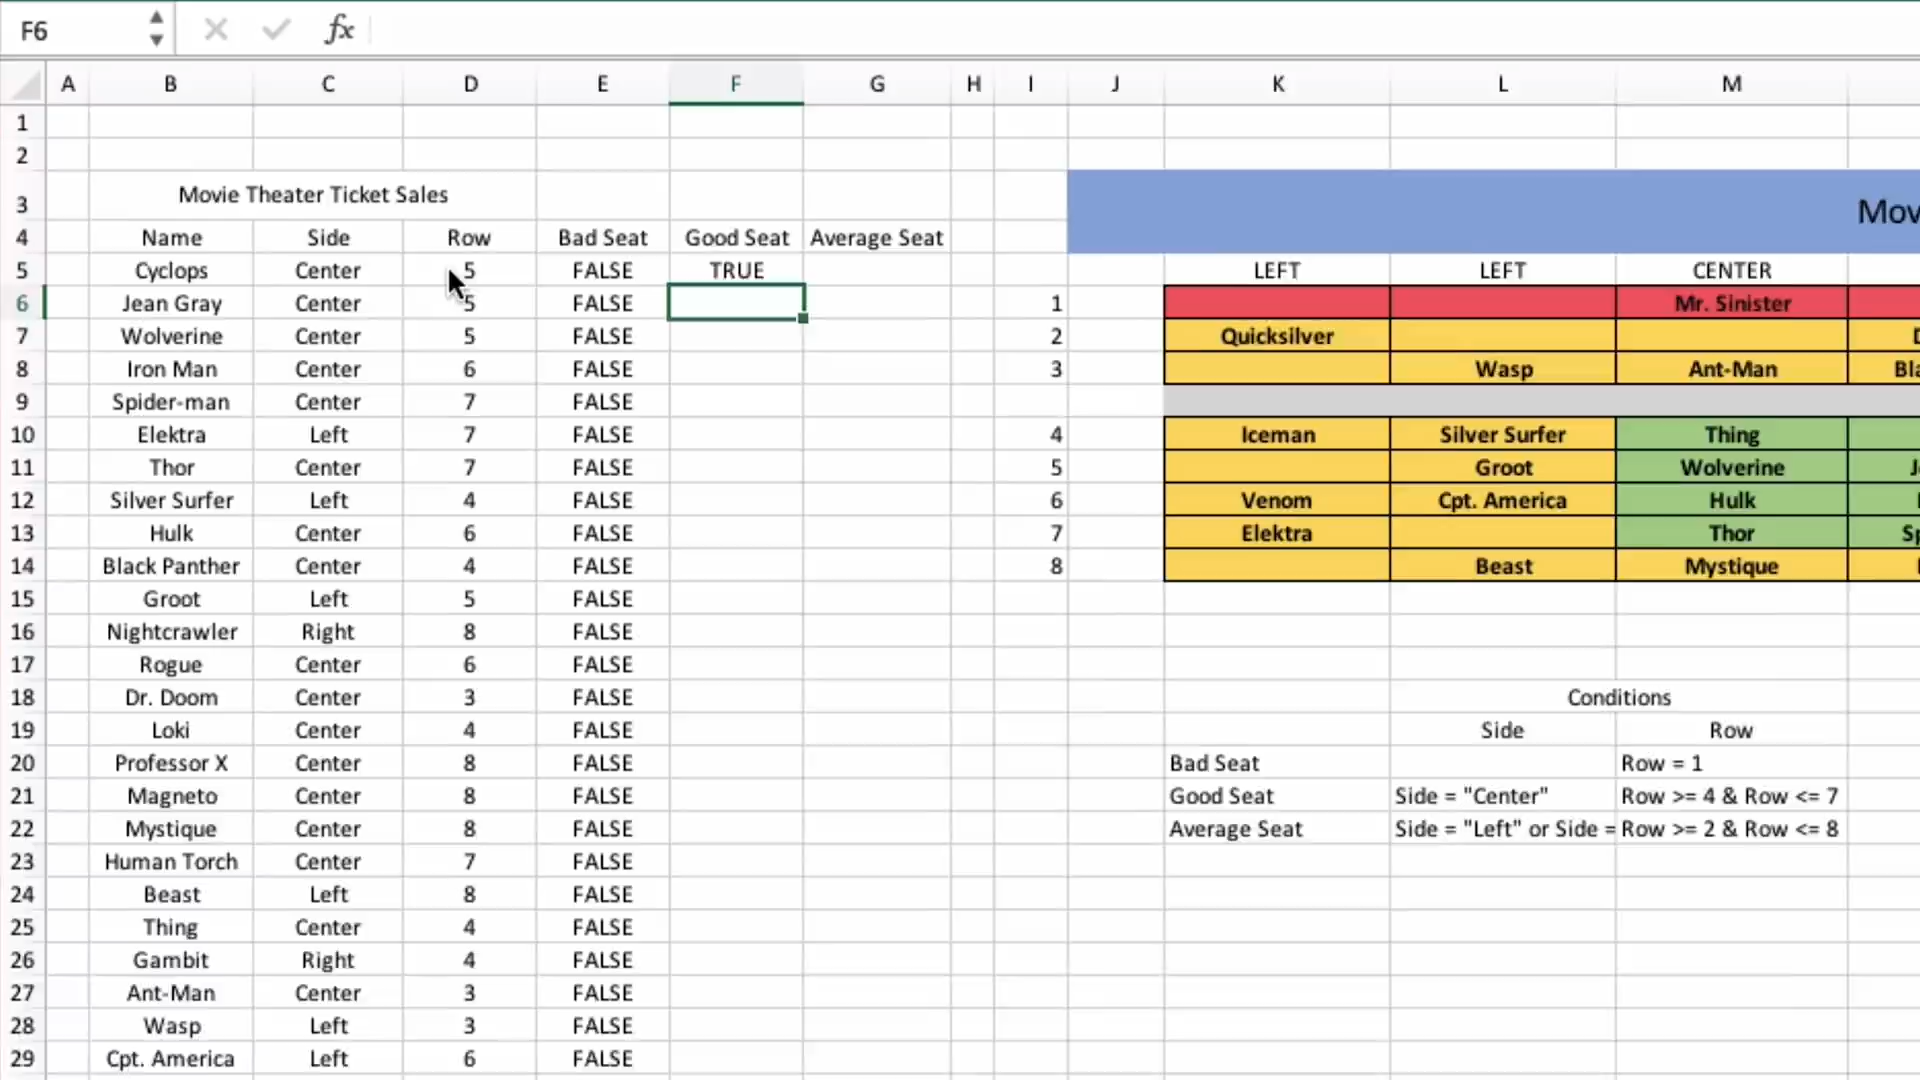 F6 fx
A B C D E F G H I J K L M
1
2
3 Movie Theater Ticket Sales Mov
4 Name Side Row Bad Seat Good Seat Average Seat
5 Cyclops Center 5 FALSE TRUE LEFT LEFT CENTER
6 Jean Gray Center 5 FALSE 1 Mr. Sinister
7 Wolverine Center 5 FALSE 2 Quicksilver
8 Iron Man Center 6 FALSE 3 Wasp Ant-Man Bla
9 Spider-man Center 7 FALSE
10 Elektra Left 7 FALSE 4 Iceman Silver Surfer Thing
11 Thor Center 7 FALSE 5 Groot Wolverine
12 Silver Surfer Left 4 FALSE 6 Venom Cpt. America Hulk
13 Hulk Center 6 FALSE 7 Elektra Thor Sp
14 Black Panther Center 4 FALSE 8 Beast Mystique
15 Groot Left 5 FALSE
16 Nightcrawler Right 8 FALSE
17 Rogue Center 6 FALSE
18 Dr. Doom Center 3 FALSE Conditions
19 Loki Center 4 FALSE Side Row
20 Professor X Center 8 FALSE Bad Seat Row = 1
21 Magneto Center 8 FALSE Good Seat Side = "Center" Row >= 4 & Row <= 7
22 Mystique Center 8 FALSE Average Seat Side = "Left" or Side = Row >= 2 & Row <= 8
23 Human Torch Center 7 FALSE
24 Beast Left 8 FALSE
25 Thing Center 4 FALSE
26 Gambit Right 4 FALSE
27 Ant-Man Center 3 FALSE
28 Wasp Left 3 FALSE
29 Cpt. America Left 6 FALSE